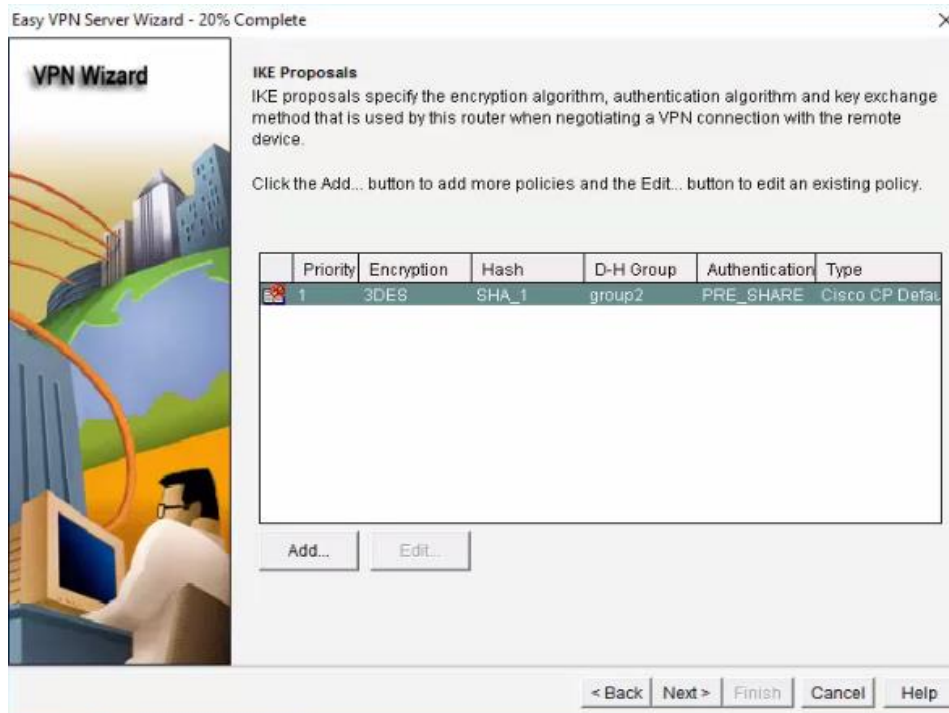 Easy VPN Server Wizard - 20% Complete
VPN Wizard
IKE Proposals
IKE proposals specify the encryption algorithm, authentication algorithm and key exchange
method that is used by this router when negotiating a VPN connection with the remote
device.
Click the Add... button to add more policies and the Edit... button to edit an existing policy.
Priority Encryption Hash D-H Group Authentication Type
1 3DES SHA_1 group2 PRE_SHARE Cisco CP Defau
Add... Edit...
< Back Next > Finish Cancel Help